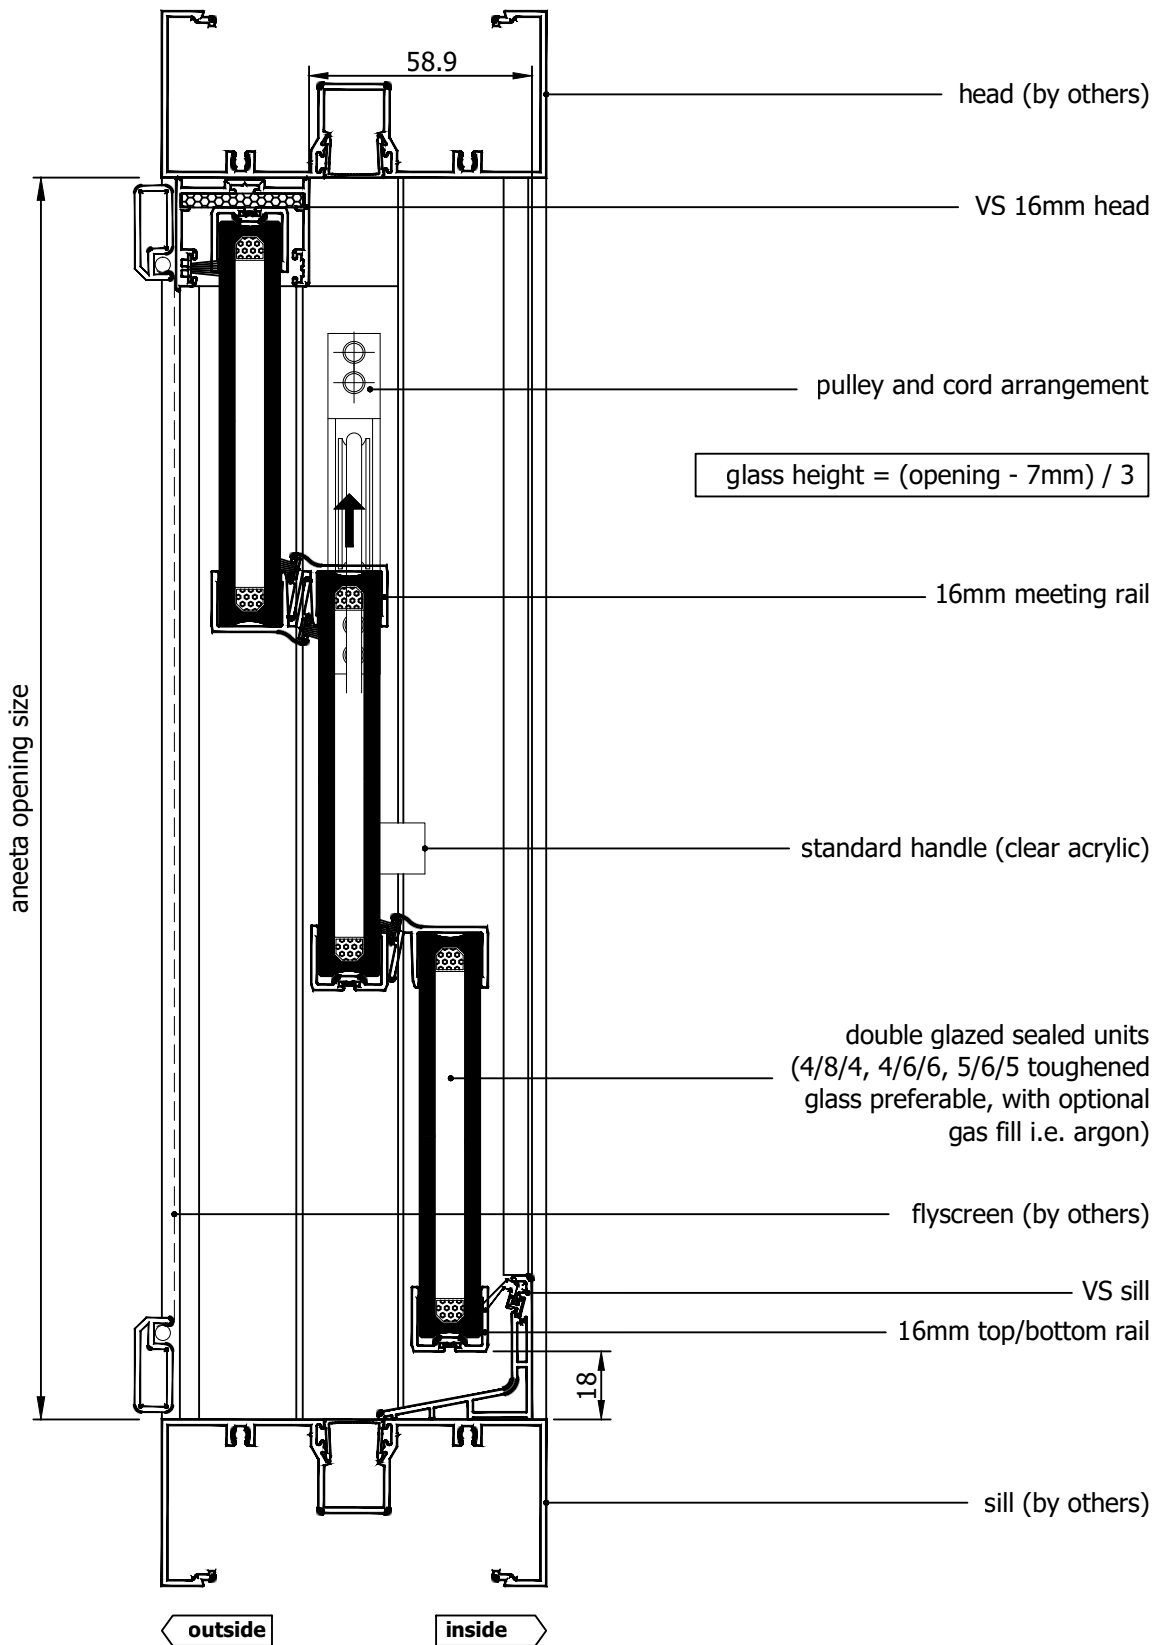 58.9
head (by others)
VS 16mm head
pulley and cord arrangement
glass height = (opening - 7mm) / 3
16mm meeting rail
aneeta opening size
standard handle (clear acrylic)
double glazed sealed units
(4/8/4, 4/6/6, 5/6/5 toughened
glass preferable, with optional
gas fill i.e. argon)
flyscreen (by others)
VS sill
16mm top/bottom rail
18
sill (by others)
outside
inside